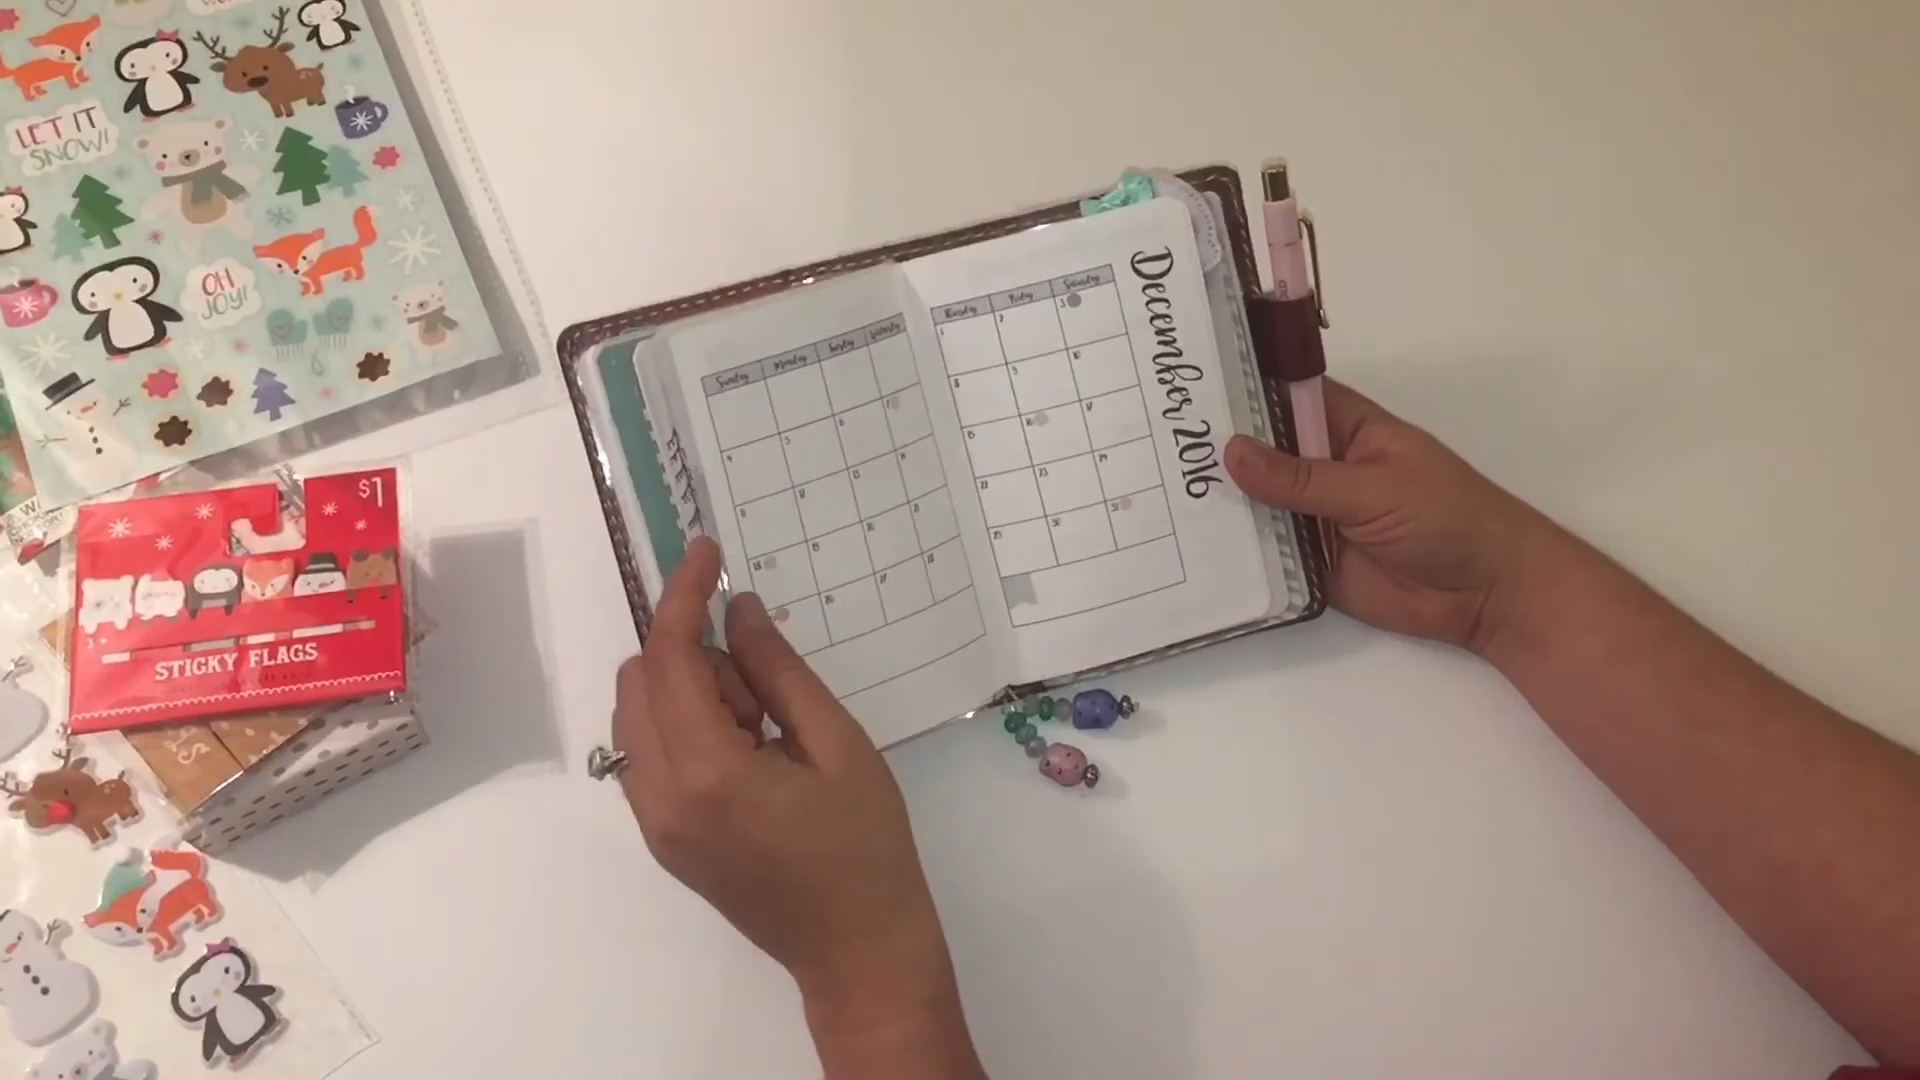 LET IT
SNOW!
OH
JOY!
$1
STICKY FLAGS
December 2016
Sunday Monday Tuesday Wednesday
Thursday Friday Saturday
1 2 3
4 5 6 7
8 9 10
11 12 13 14
15 16 17
18 19 20 21
22 23 24
26 27 28
29 30 31